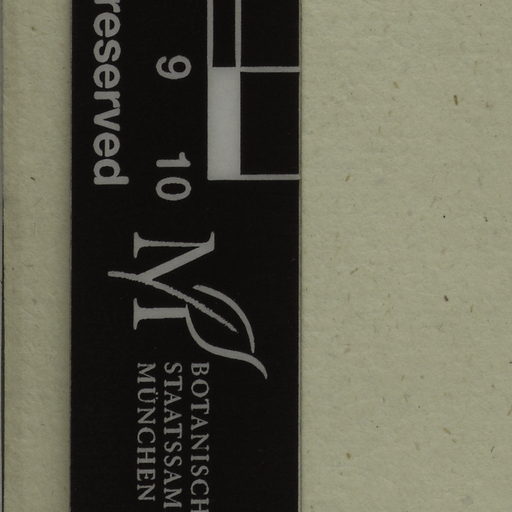 reserved
9 10
M
BOTANISCH
STAATSSAM
MÜNCHEN